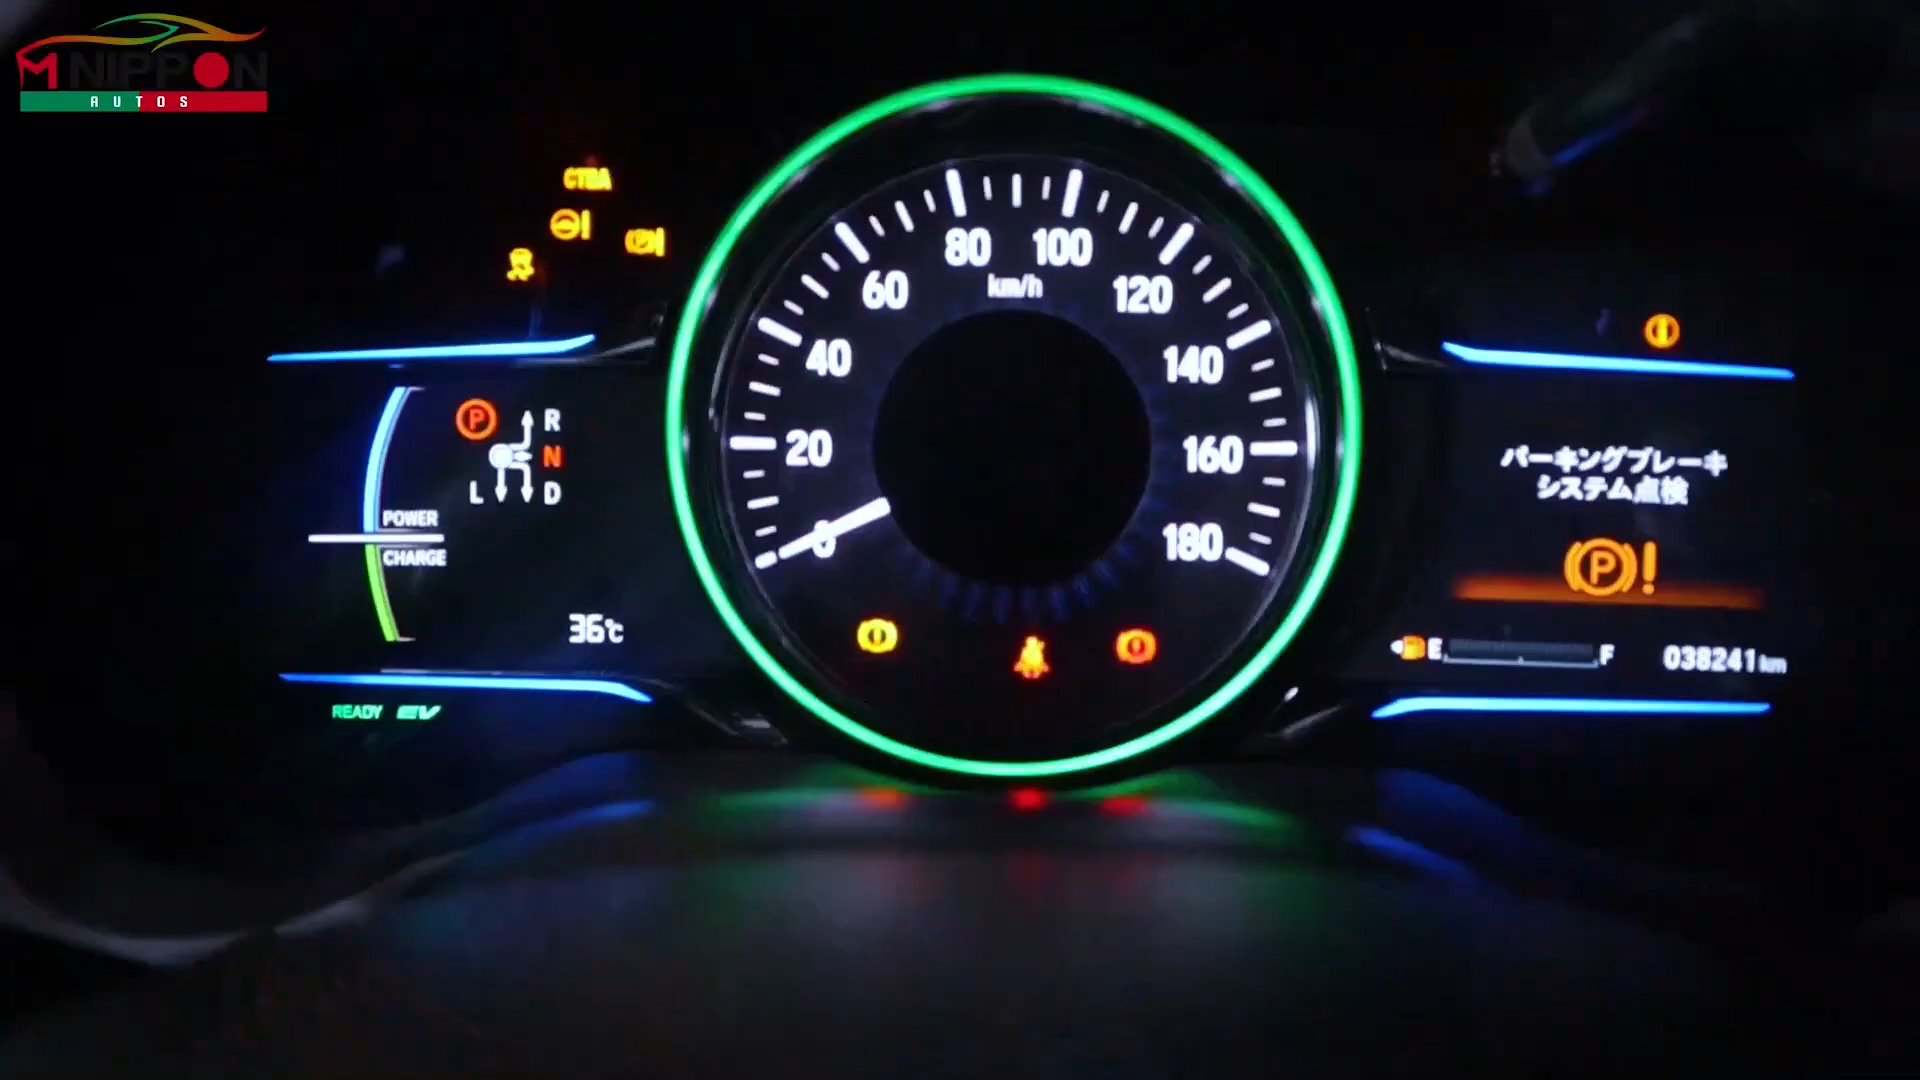 M NIPPON
AUTOS
CTBA
80 100
km/h
60 120
40 140
20 160
0 180
P R
N
L D
POWER
CHARGE
36℃
READY EV
パーキングブレーキ
システム点検
P !
E F 038241 km